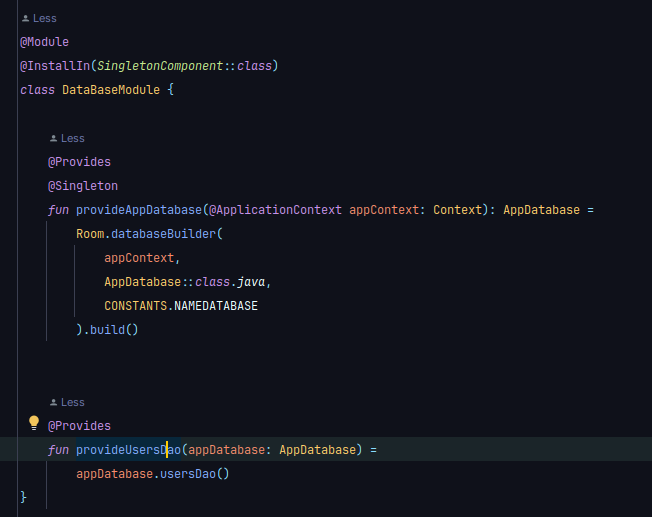 Less
@Module
@InstallIn(SingletonComponent::class)
class DataBaseModule {
Less
@Provides
@Singleton
fun provideAppDatabase(@ApplicationContext appContext: Context): AppDatabase =
Room.databaseBuilder(
appContext,
AppDatabase::class.java,
CONSTANTS.NAMEDATABASE
).build()
Less
@Provides
fun provideUsersDao(appDatabase: AppDatabase) =
appDatabase.usersDao()
}